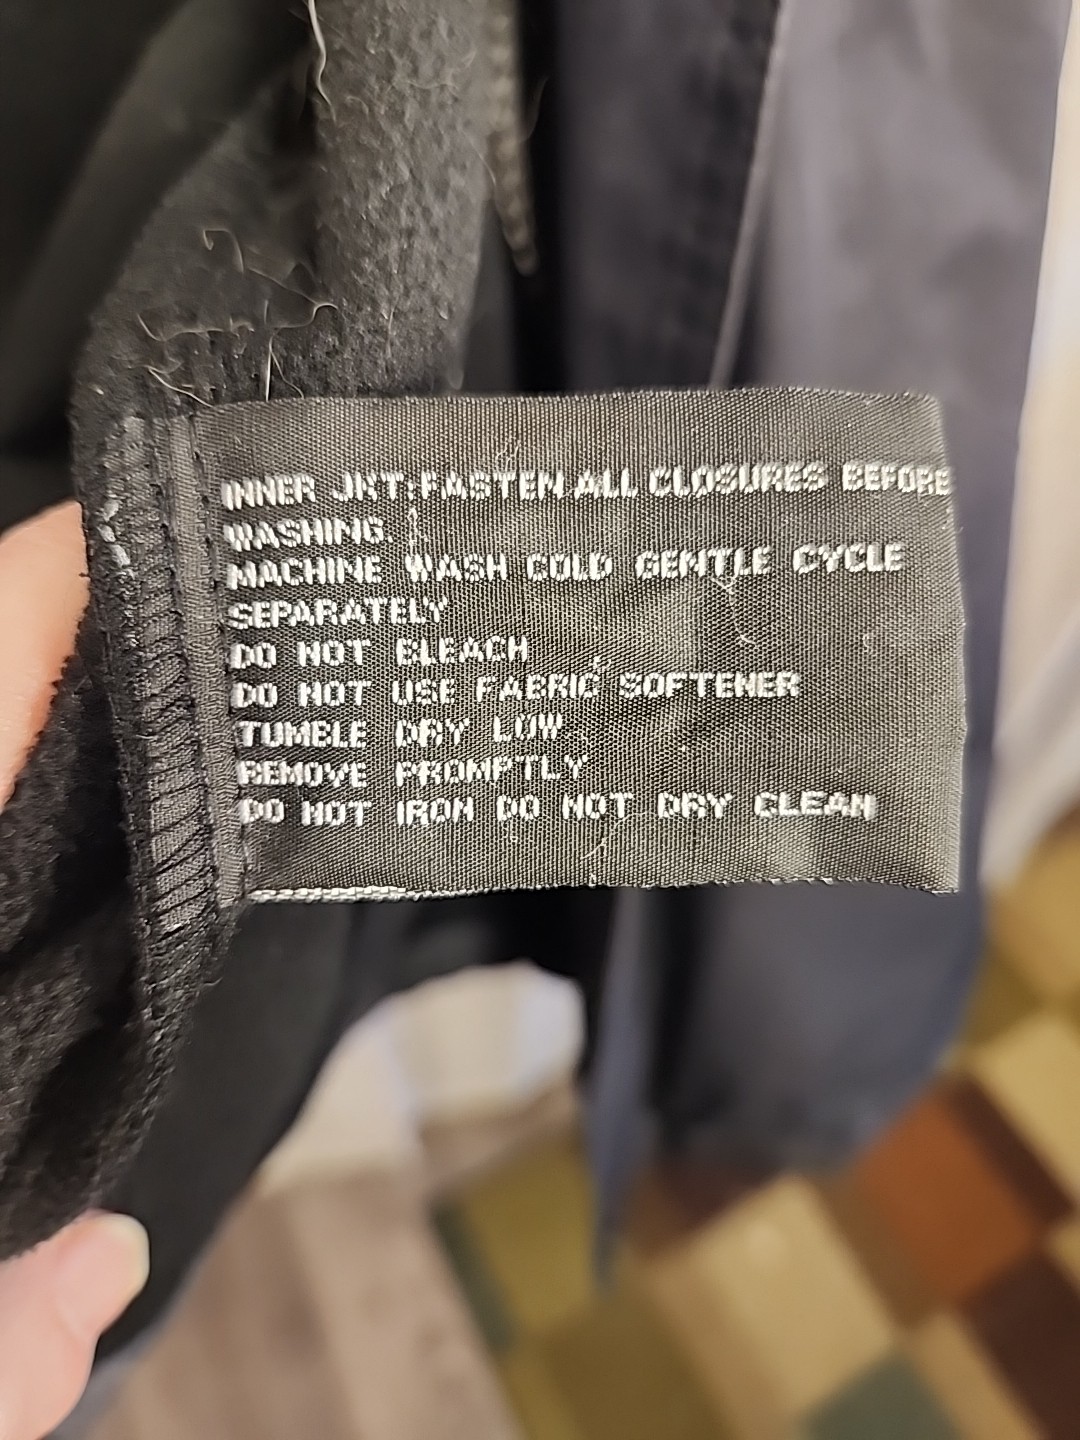 INNER JKT:FASTEN ALL CLOSURES BEFORE
WASHING.
MACHINE WASH COLD GENTLE CYCLE
SEPARATELY
DO NOT BLEACH
DO NOT USE FABRIC SOFTENER
TUMBLE DRY LOW
REMOVE PROMPTLY
DO NOT IRON DO NOT DRY CLEAN